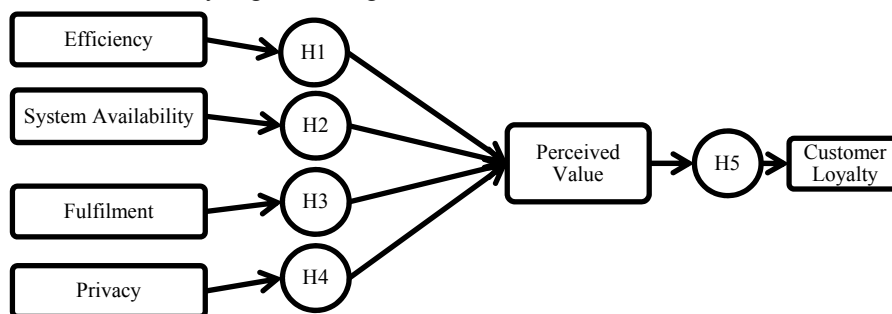 Efficiency
H1
System Availability
H2
Fulfilment
H3
Privacy
H4
Perceived
Value
H5
Customer
Loyalty